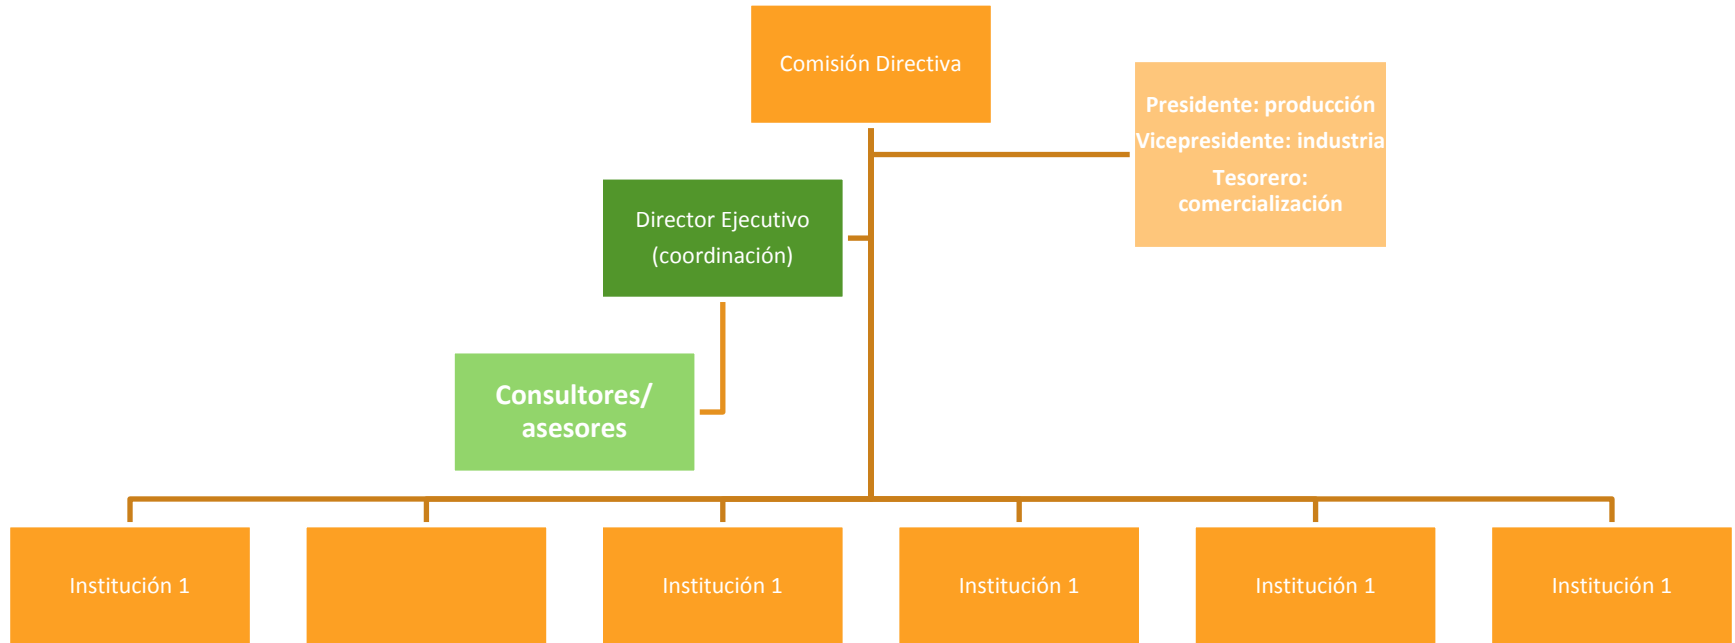 Comisión Directiva
Presidente: producción
Vicepresidente: industria
Tesorero:
comercialización
Director Ejecutivo
(coordinación)
Consultores/
asesores
Institución 1
Institución 1
Institución 1
Institución 1
Institución 1